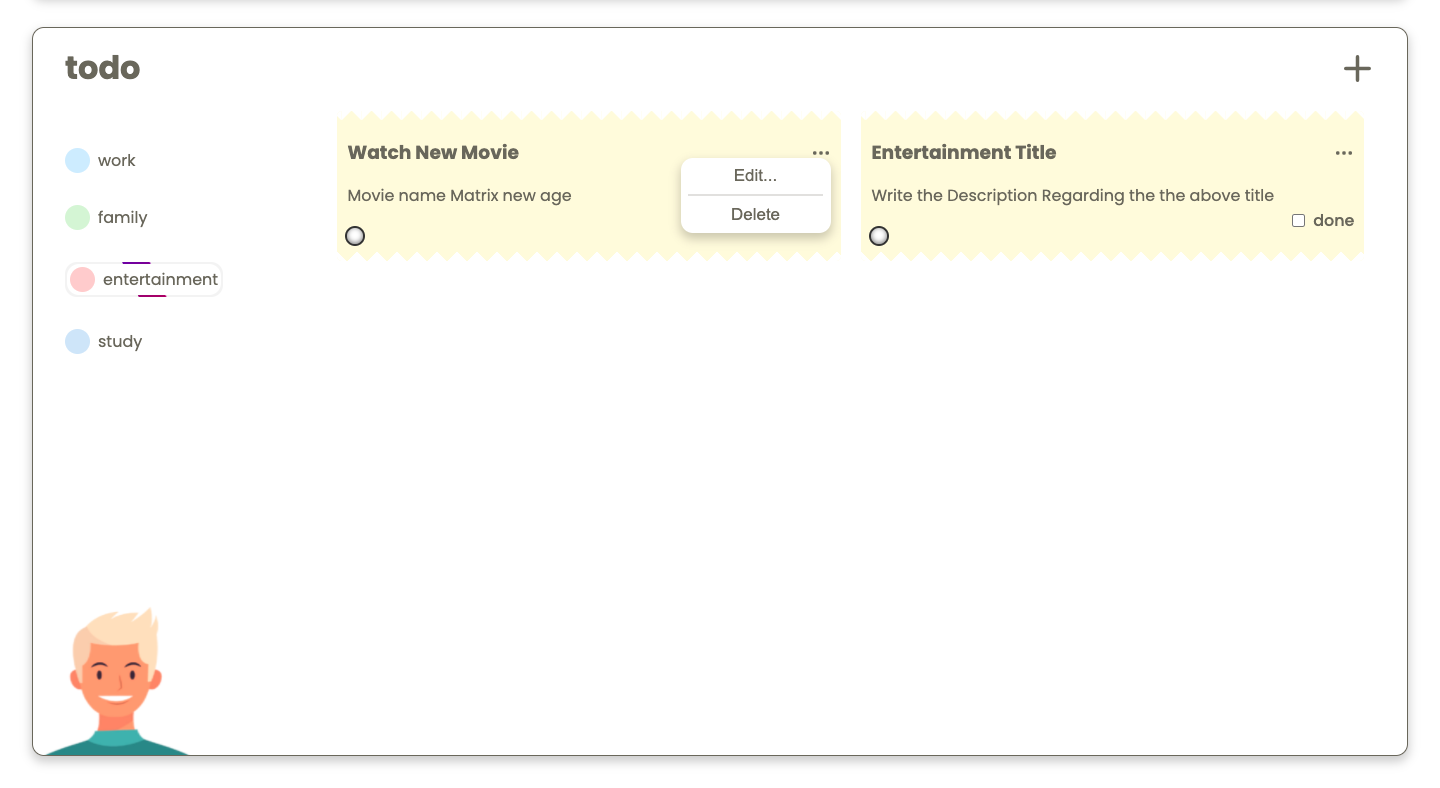 todo
work
family
entertainment
study
Watch New Movie
Movie name Matrix new age
Edit...
Delete
Entertainment Title
Write the Description Regarding the the above title
done